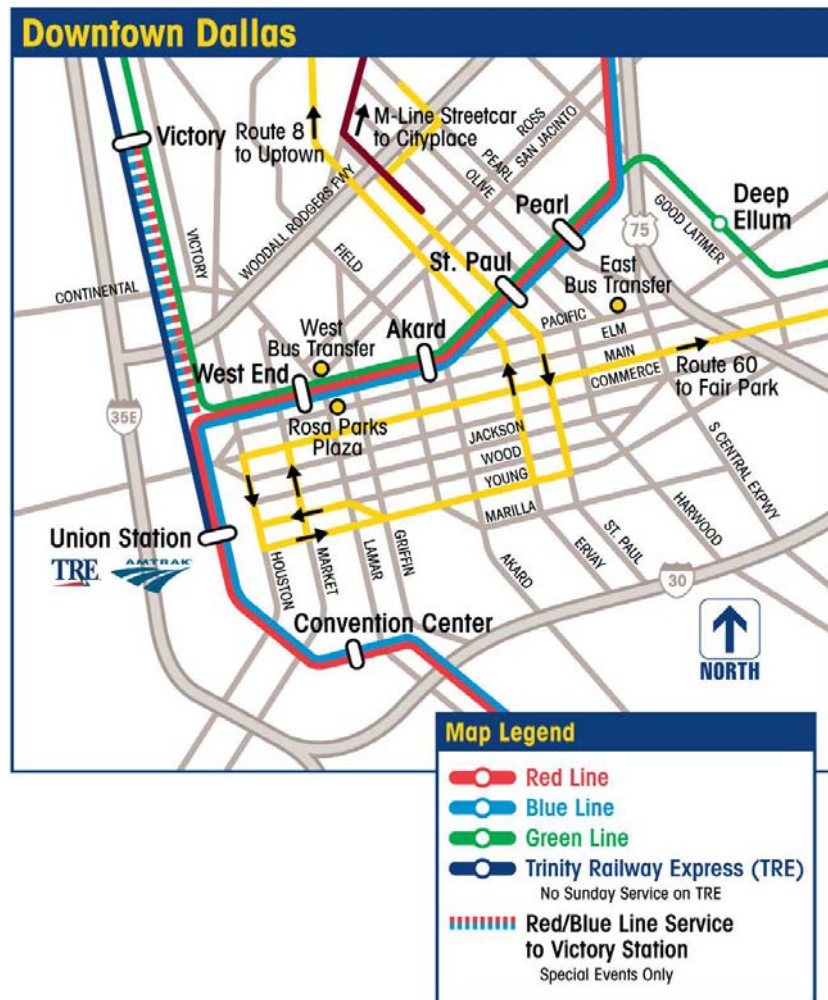 Downtown Dallas
Victory
Route 8
to Uptown
M-Line Streetcar
to Cityplace
ROSS
SAN JACINTO
PEARL
OLIVE
WOODALL RODGERS FWY
VICTORY
FIELD
CONTINENTAL
Pearl
St. Paul
Akard
West End
75
GOOD LATIMER
Deep
Ellum
East
Bus Transfer
West
Bus Transfer
Rosa Parks
Plaza
PACIFIC
ELM
MAIN
COMMERCE
Route 60
to Fair Park
JACKSON
WOOD
YOUNG
MARILLA
35E
Union Station
TRE
AMTRAK
HOUSTON
MARKET
LAMAR
GRIFFIN
AKARD
ERVAY
ST. PAUL
HARWOOD
S CENTRAL EXPWY
30
Convention Center
NORTH
Map Legend
Red Line
Blue Line
Green Line
Trinity Railway Express (TRE)
No Sunday Service on TRE
Red/Blue Line Service
to Victory Station
Special Events Only